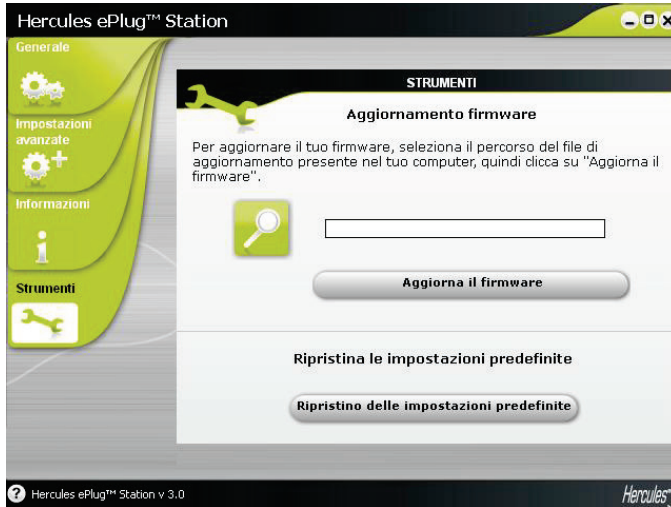 Hercules ePlug™ Station
Generale
Impostazioni
avanzate
Informazioni
Strumenti
STRUMENTI
Aggiornamento firmware
Per aggiornare il tuo firmware, seleziona il percorso del file di
aggiornamento presente nel tuo computer, quindi clicca su "Aggiorna il
firmware".
Aggiorna il firmware
Ripristina le impostazioni predefinite
Ripristino delle impostazioni predefinite
? Hercules ePlug™ Station v 3.0
Hercules™